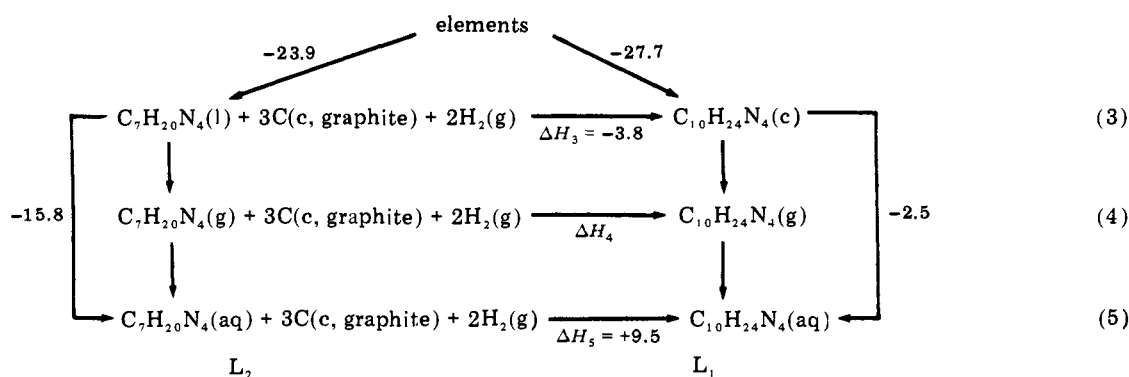 elements
-23.9
-27.7
C₇H₂₀N₄(l) + 3C(c, graphite) + 2H₂(g)
ΔH₃ = -3.8
C₁₀H₂₄N₄(c)
(3)
-15.8
C₇H₂₀N₄(g) + 3C(c, graphite) + 2H₂(g)
ΔH₄
C₁₀H₂₄N₄(g)
-2.5
(4)
C₇H₂₀N₄(aq) + 3C(c, graphite) + 2H₂(g)
ΔH₅ = +9.5
C₁₀H₂₄N₄(aq)
(5)
L₂
L₁